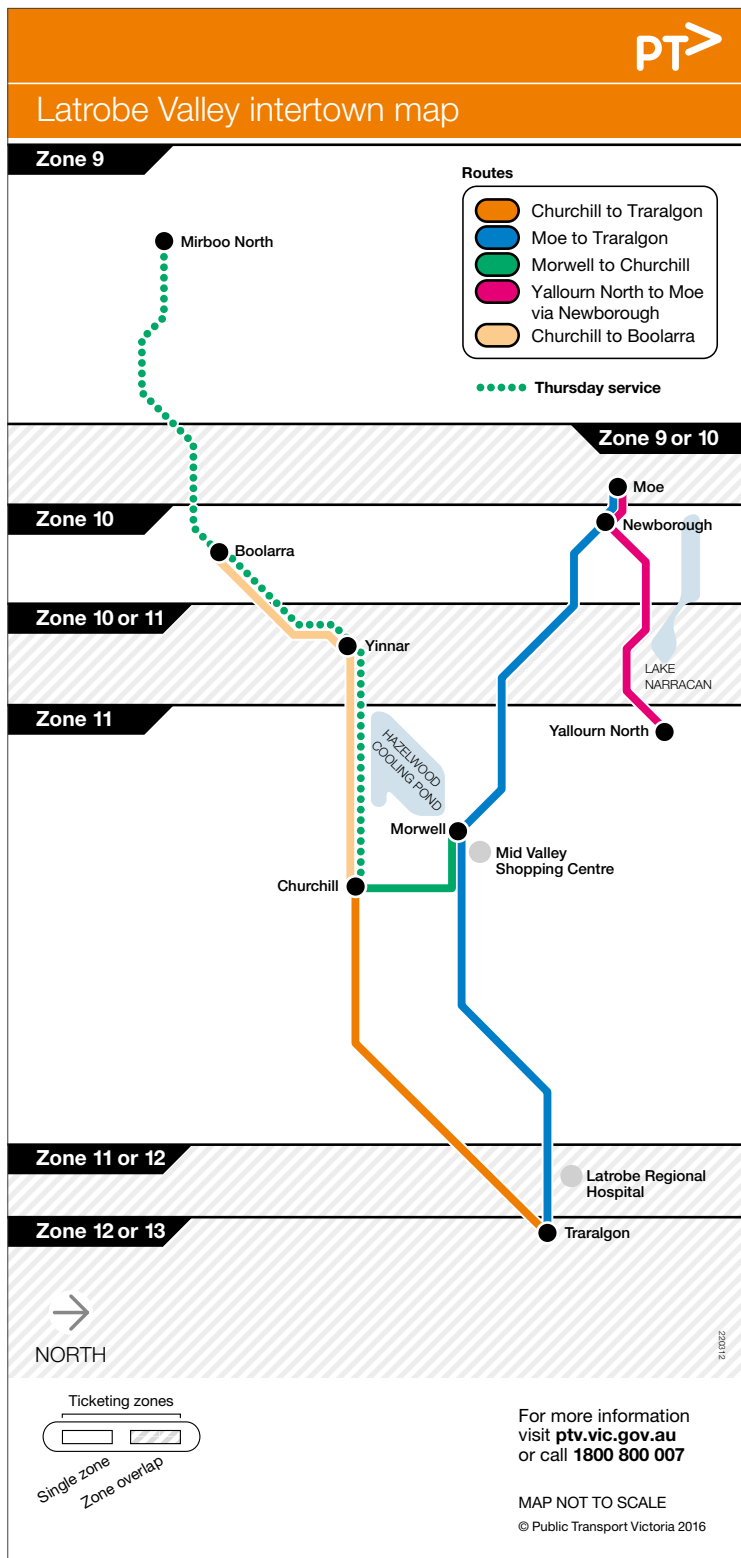 PT>
Latrobe Valley intertown map
Zone 9
Routes
Churchill to Traralgon
Moe to Traralgon
Morwell to Churchill
Yallourn North to Moe
via Newborough
Churchill to Boolarra
Thursday service
Mirboo North
Zone 9 or 10
Moe
Zone 10
Newborough
Boolarra
Zone 10 or 11
Yinnar
LAKE
NARRACAN
Zone 11
Yallourn North
HAZELWOOD
COOLING POND
Morwell
Mid Valley
Shopping Centre
Churchill
Zone 11 or 12
Latrobe Regional
Hospital
Zone 12 or 13
Traralgon
NORTH
220312
Ticketing zones
Single zone
Zone overlap
For more information
visit ptv.vic.gov.au
or call 1800 800 007
MAP NOT TO SCALE
© Public Transport Victoria 2016